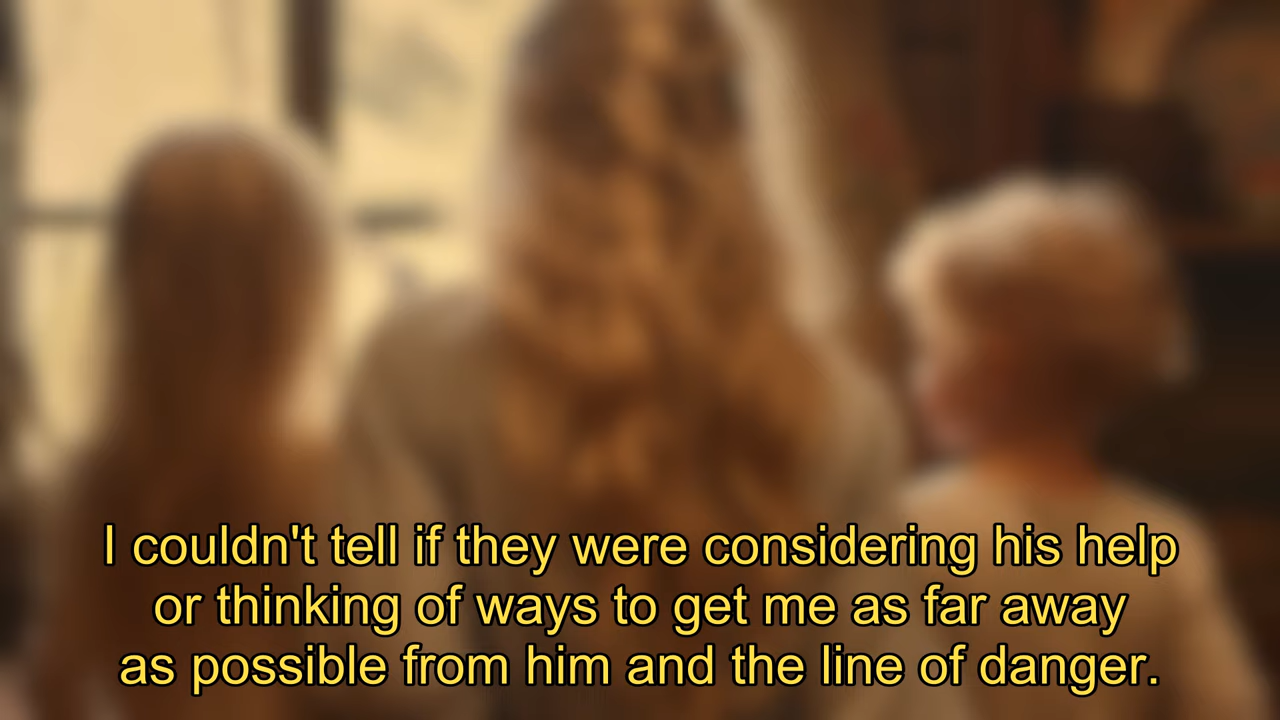 I couldn't tell if they were considering his help
or thinking of ways to get me as far away
as possible from him and the line of danger.